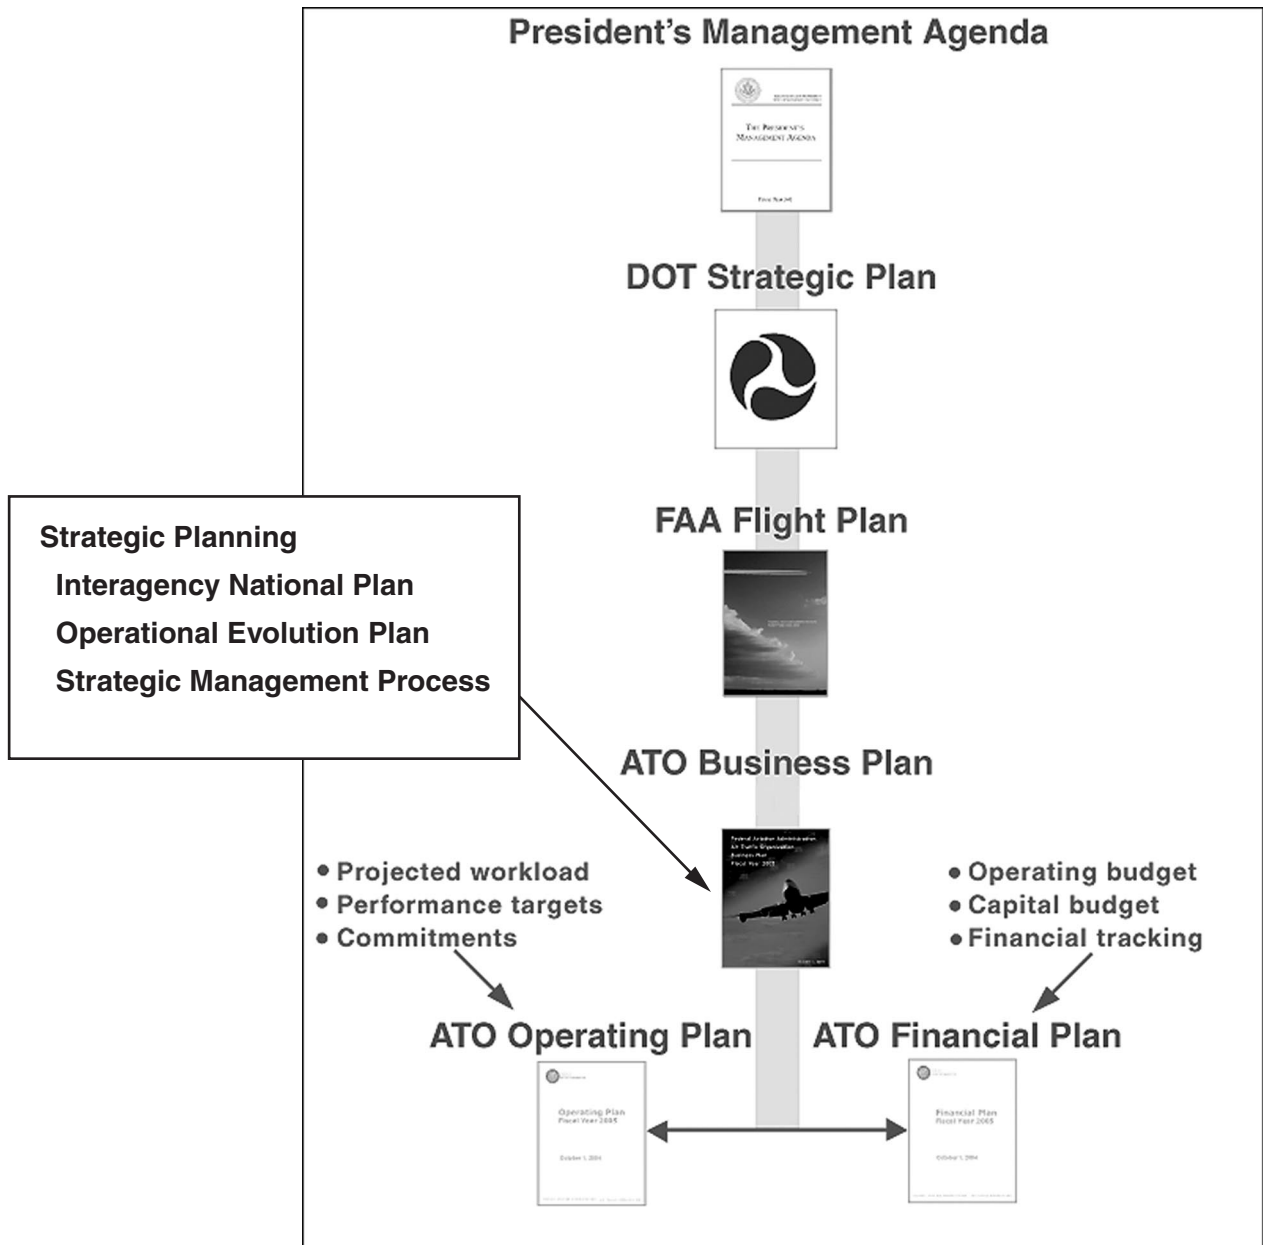 President's Management Agenda
THE PRESIDENT'S
MANAGEMENT AGENDA
DOT Strategic Plan
FAA Flight Plan
Strategic Planning
Interagency National Plan
Operational Evolution Plan
Strategic Management Process
ATO Business Plan
Federal Aviation Administration
Air Traffic Organization
Business Plan
Fiscal Year 2005
• Projected workload
• Performance targets
• Commitments
• Operating budget
• Capital budget
• Financial tracking
ATO Operating Plan
ATO Financial Plan
Operating Plan
Fiscal Year 2005
October 1, 2004
Financial Plan
Fiscal Year 2005
October 1, 2004